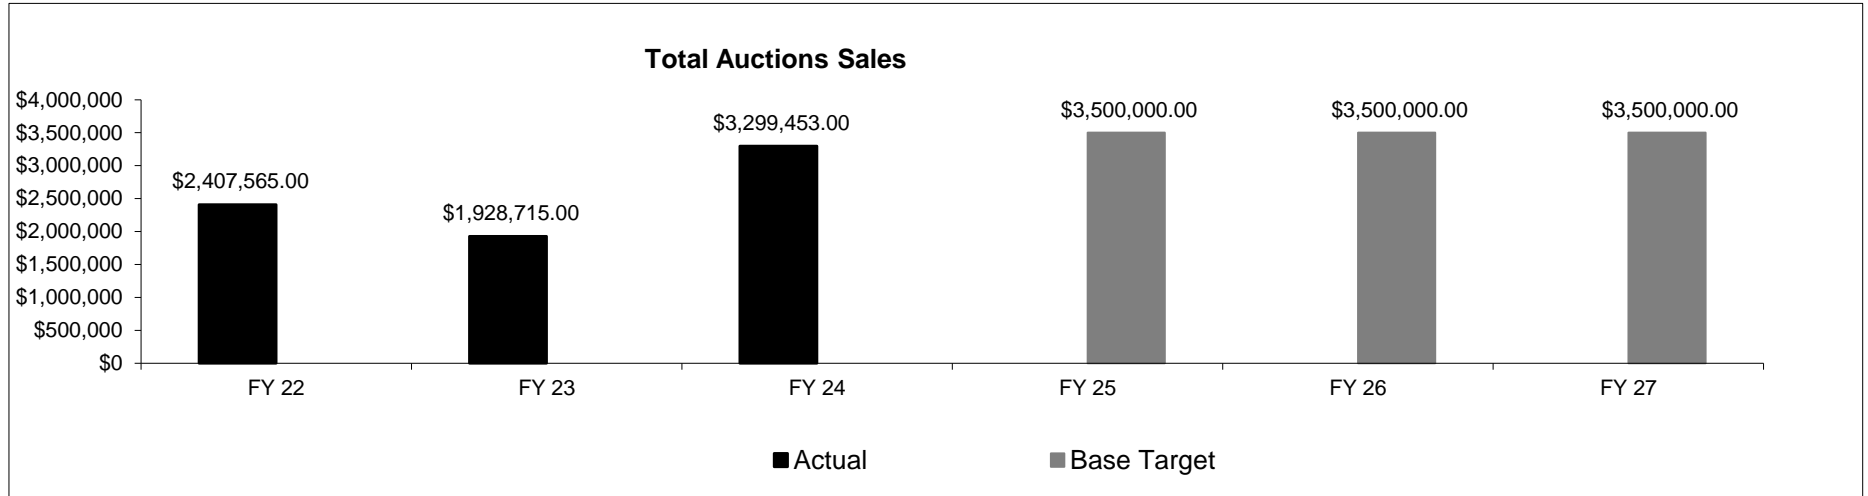 Total Auctions Sales
$4,000,000
$3,500,000
$3,000,000
$2,500,000
$2,000,000
$1,500,000
$1,000,000
$500,000
$0
$2,407,565.00
$1,928,715.00
$3,299,453.00
$3,500,000.00
$3,500,000.00
$3,500,000.00
FY 22
FY 23
FY 24
FY 25
FY 26
FY 27
Actual
Base Target